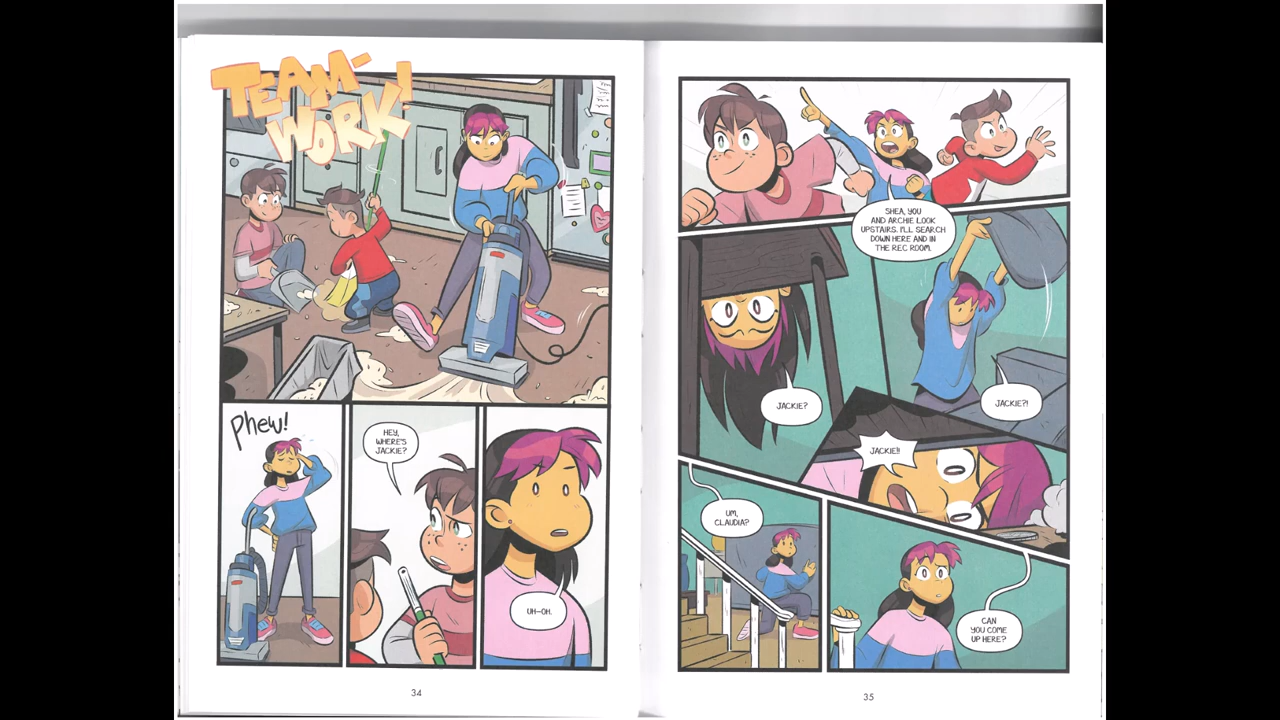 TEAM-
WORK!
Phew!
HEY,
WHERE'S
JACKIE?
UH-OH.
34
SHEA, YOU
AND ARCHIE LOOK
UPSTAIRS. I'LL SEARCH
DOWN HERE AND IN
THE REC ROOM.
JACKIE?
JACKIE?!
JACKIE!!
UM,
CLAUDIA?
CAN
YOU COME
UP HERE?
35